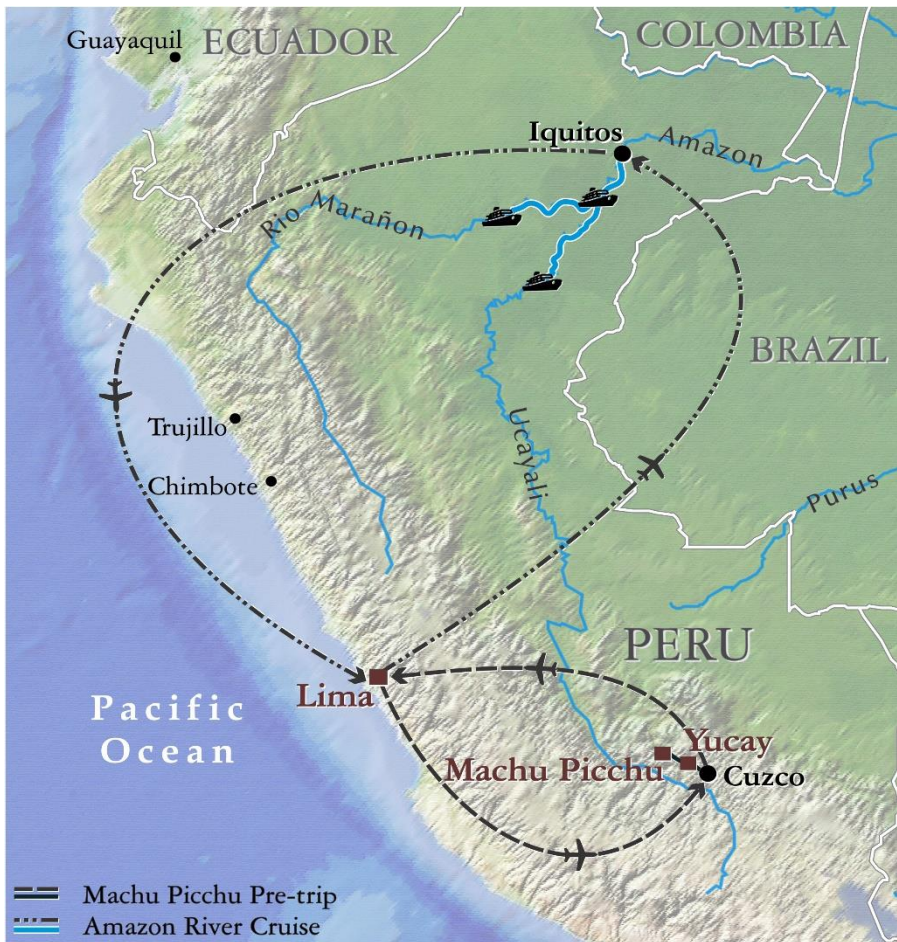 Guayaquil
ECUADOR
COLOMBIA
Iquitos
Amazon
Rio Marañon
BRAZIL
Trujillo
Ucayali
Chimbote
Purus
PERU
Lima
Pacific
Ocean
Yucay
Machu Picchu
Cuzco
Machu Picchu Pre-trip
Amazon River Cruise